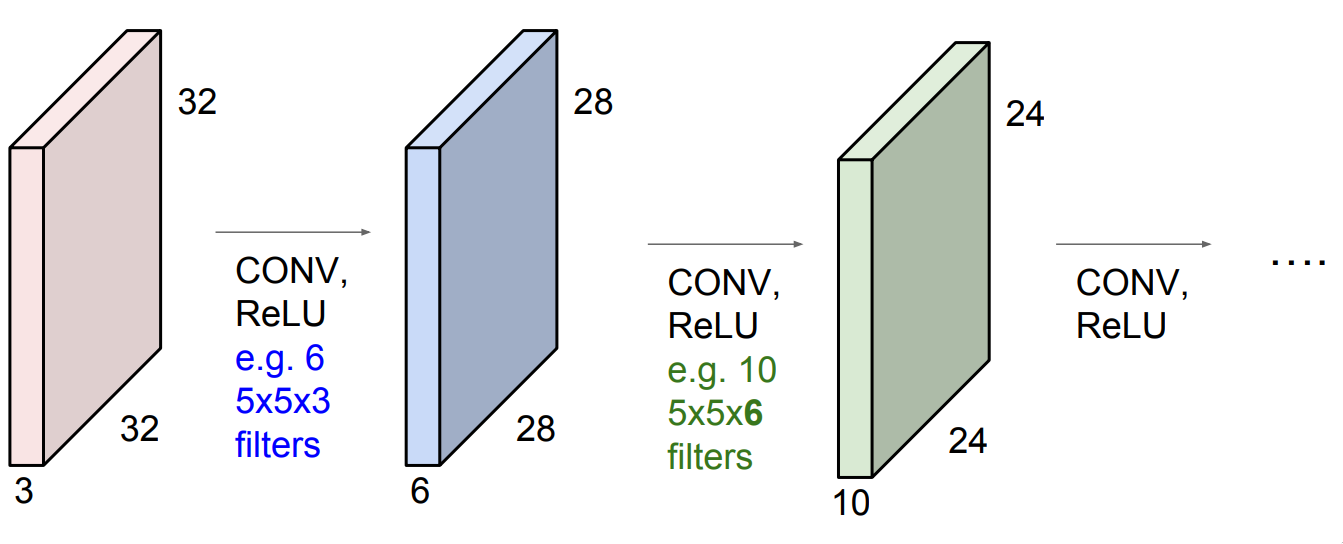 32
32
3
CONV,
ReLU
e.g. 6
5x5x3
filters
28
28
6
CONV,
ReLU
e.g. 10
5x5x6
filters
24
24
10
CONV,
ReLU
....